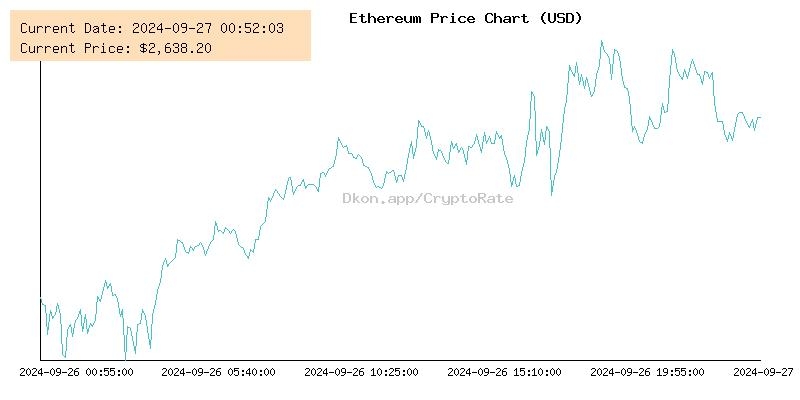 Ethereum Price Chart (USD)
Current Date: 2024-09-27 00:52:03
Current Price: $2,638.20
Dkon.app/CryptoRate
2024-09-26 00:55:00
2024-09-26 05:40:00
2024-09-26 10:25:00
2024-09-26 15:10:00
2024-09-26 19:55:00
2024-09-27